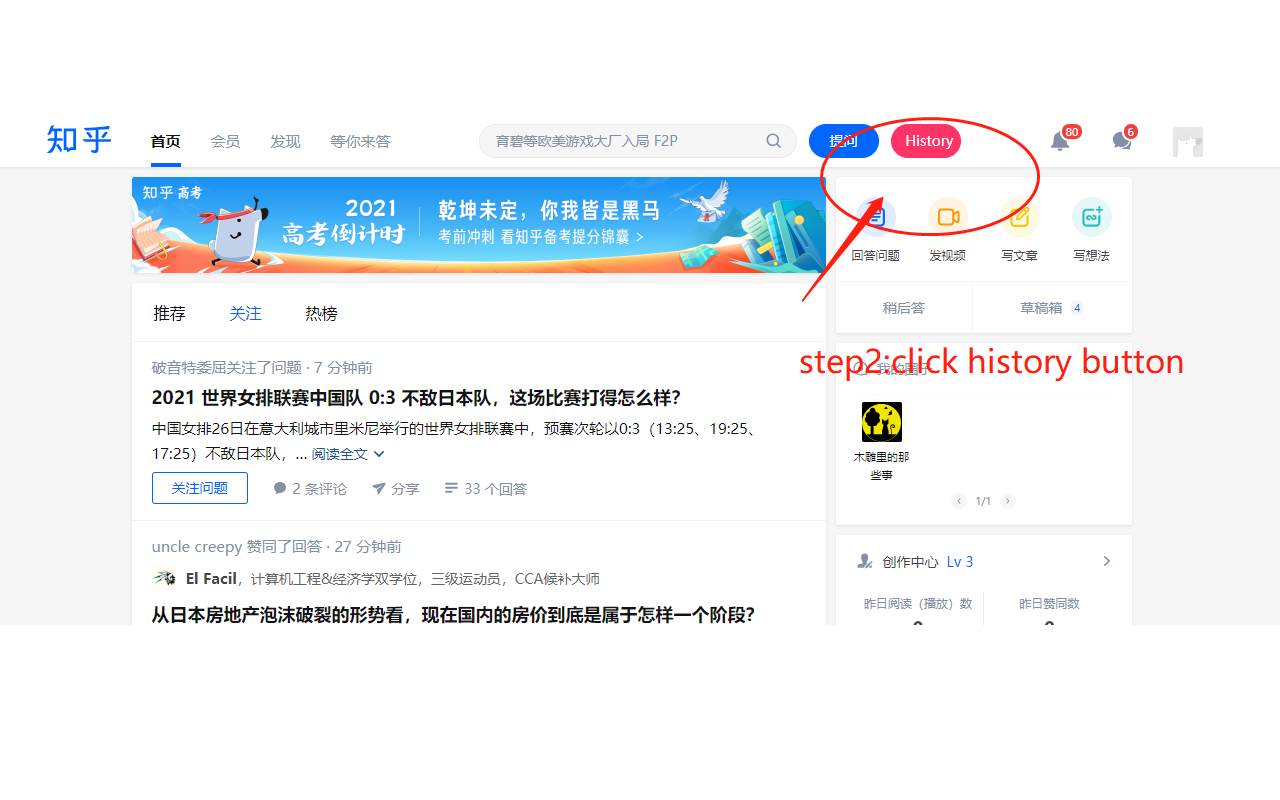 知乎
首页 会员 发现 等你来答
育碧等欧美游戏大厂入局 F2P
提问
History
80
6
知乎 高考
2021
高考倒计时
乾坤未定，你我皆是黑马
考前冲刺 看知乎备考提分锦囊 >
回答问题 发视频 写文章 写想法
稍后答 草稿箱 4
推荐 关注 热榜
step2:click history button
破音特委屈关注了问题 · 7 分钟前
2021 世界女排联赛中国队 0:3 不敌日本队，这场比赛打得怎么样？
中国女排26日在意大利城市里米尼举行的世界女排联赛中，预赛次轮以0:3（13:25、19:25、
17:25）不敌日本队，... 阅读全文
关注问题 2 条评论 分享 33 个回答
木雕里的那
些事
1/1
uncle creepy 赞同了回答 · 27 分钟前
El Facil，计算机工程&经济学双学位，三级运动员，CCA候补大师
从日本房地产泡沫破裂的形势看，现在国内的房价到底是属于怎样一个阶段？
创作中心 Lv 3
昨日阅读（播放）数 昨日赞同数